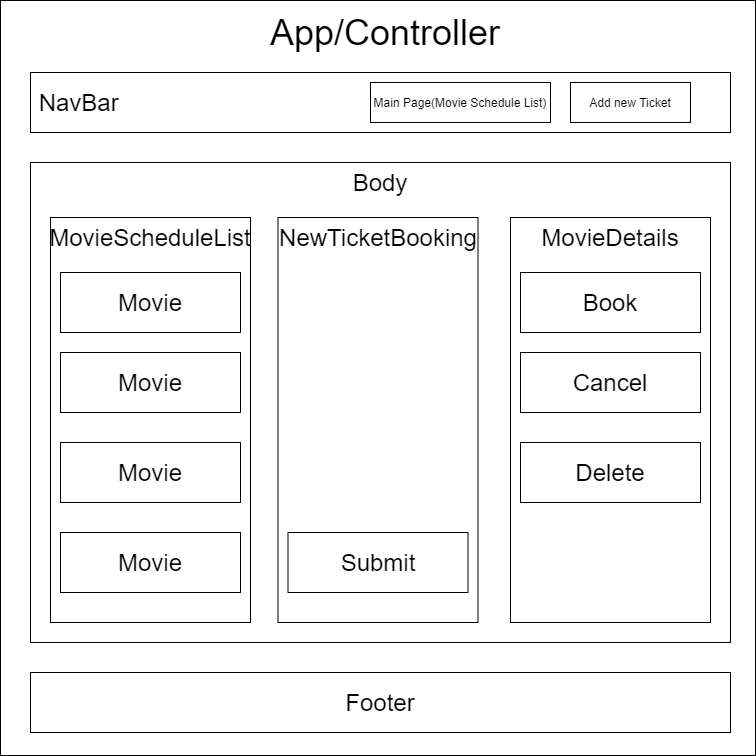 App/Controller
NavBar
Main Page(Movie Schedule List)
Add new Ticket
Body
MovieScheduleList
Movie
Movie
Movie
Movie
NewTicketBooking
Submit
MovieDetails
Book
Cancel
Delete
Footer